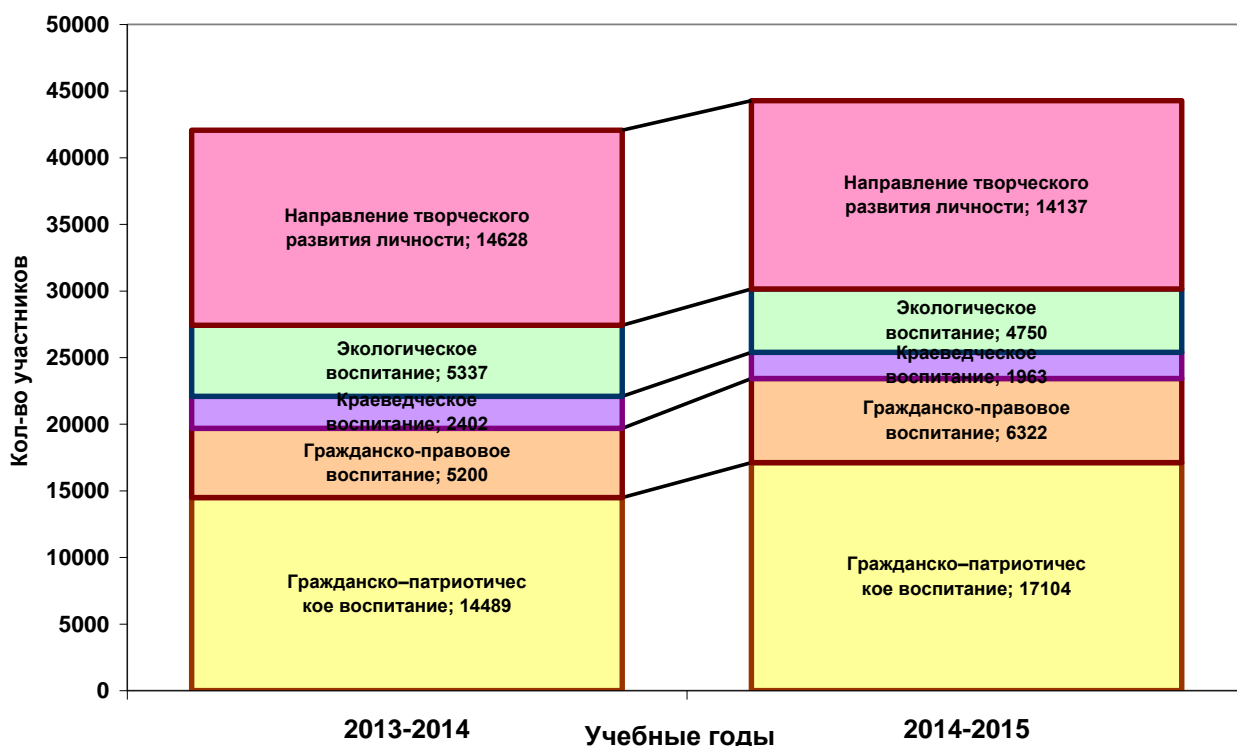 50000
45000
40000
35000
30000
25000
20000
15000
10000
5000
0
Кол-во участников
Направление творческого
развития личности; 14628
Экологическое
воспитание; 5337
Краеведческое
воспитание; 2402
Гражданско-правовое
воспитание; 5200
Гражданско–патриотичес
кое воспитание; 14489
Направление творческого
развития личности; 14137
Экологическое
воспитание; 4750
Краеведческое
воспитание; 1963
Гражданско-правовое
воспитание; 6322
Гражданско–патриотичес
кое воспитание; 17104
2013-2014
2014-2015
Учебные годы